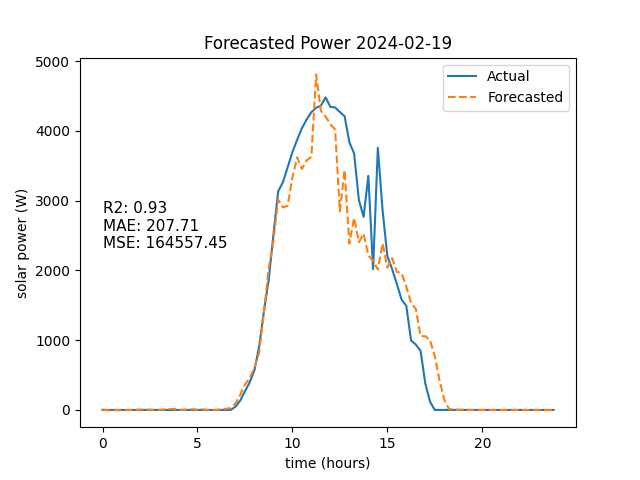 Forecasted Power 2024-02-19
5000
4000
3000
2000
1000
0
solar power (W)
Actual
Forecasted
R2: 0.93
MAE: 207.71
MSE: 164557.45
0 5 10 15 20
time (hours)